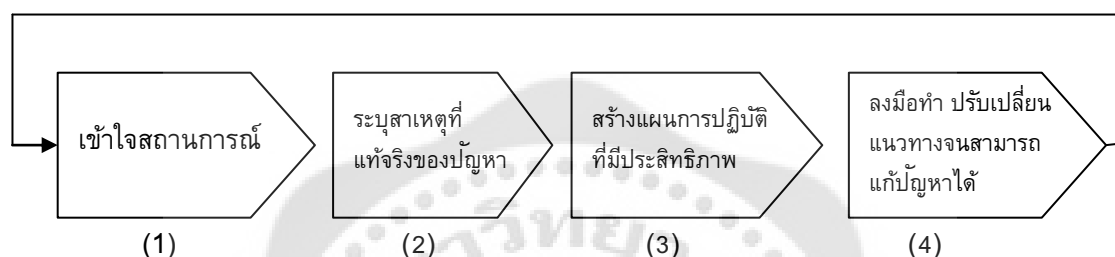 เข้าใจสถานการณ์
ระบุสาเหตุที่
แท้จริงของปัญหา
สร้างแผนการปฏิบัติ
ที่มีประสิทธิภาพ
ลงมือทำ ปรับเปลี่ยน
แนวทางจนสามารถ
แก้ปัญหาได้
(1)
(2)
(3)
(4)